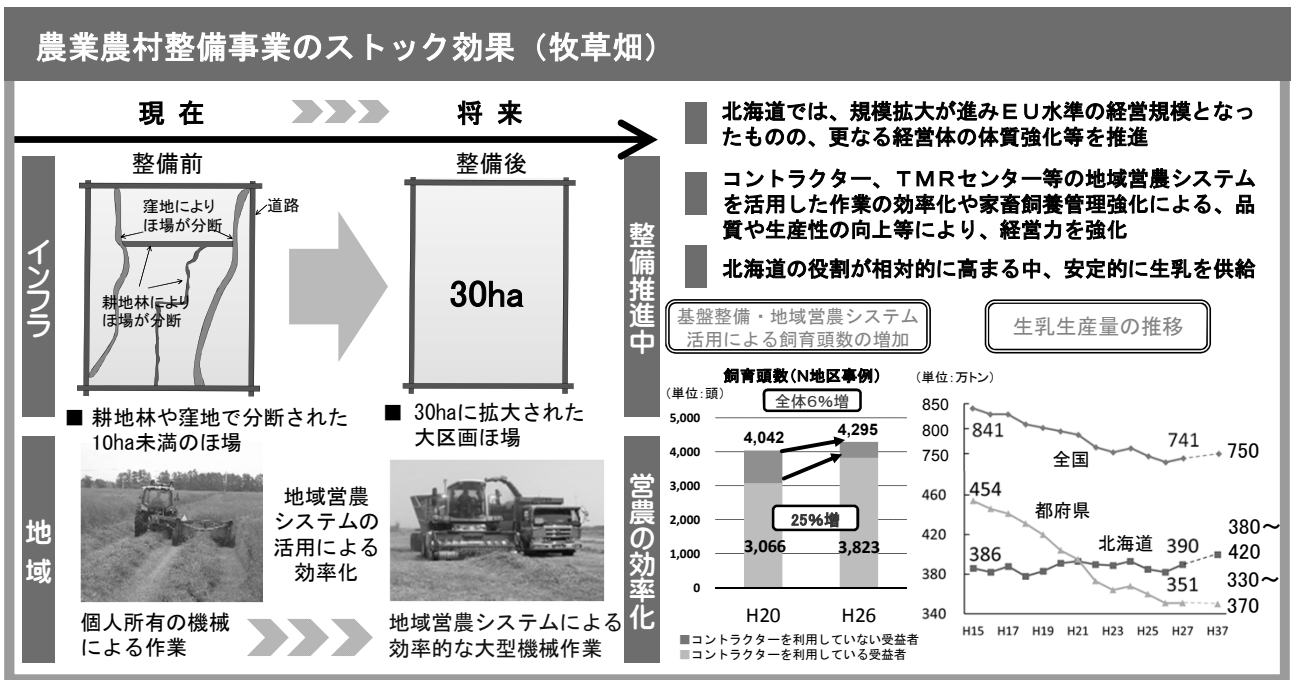 農業農村整備事業のストック効果（牧草畑）
現 在
将 来
インフラ
整備前
窪地により
ほ場が分断
道路
耕地林により
ほ場が分断
整備後
30ha
■ 耕地林や窪地で分断された
10ha未満のほ場
■ 30haに拡大された
大区画ほ場
地域
地域営農
システムの
活用による
効率化
個人所有の機械
による作業
地域営農システムによる
効率的な大型機械作業
整備推進中
営農の効率化
北海道では、規模拡大が進みＥＵ水準の経営規模となっ
たものの、更なる経営体の体質強化等を推進
コントラクター、ＴＭＲセンター等の地域営農システム
を活用した作業の効率化や家畜飼養管理強化による、品
質や生産性の向上等により、経営力を強化
北海道の役割が相対的に高まる中、安定的に生乳を供給
基盤整備・地域営農システム
活用による飼育頭数の増加
飼育頭数（N地区事例）
（単位：頭）
全体6％増
5,000
4,000
3,000
2,000
1,000
0
4,042
4,295
25％増
3,066
3,823
H20
H26
■コントラクターを利用していない受益者
■コントラクターを利用している受益者
生乳生産量の推移
（単位：万トン）
850
800
750
460
420
380
340
841
全国
741
750
454
都府県
北海道
386
390
351
380～
420
330～
370
H15
H17
H19
H21
H23
H25
H27
H37